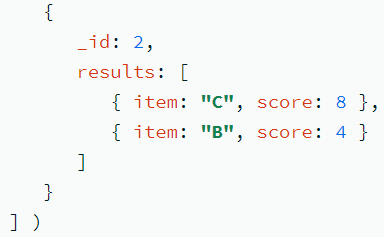 {
_id: 2,
results: [
{ item: "C", score: 8 },
{ item: "B", score: 4 }
]
}
] )